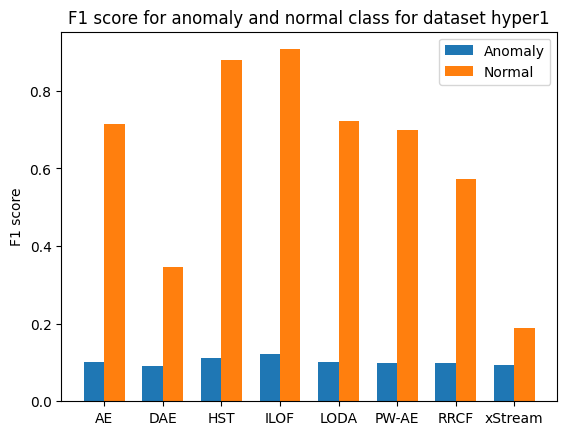 F1 score for anomaly and normal class for dataset hyper1
Anomaly
Normal
F1 score
0.8
0.6
0.4
0.2
0.0
AE DAE HST ILOF LODA PW-AE RRCF xStream